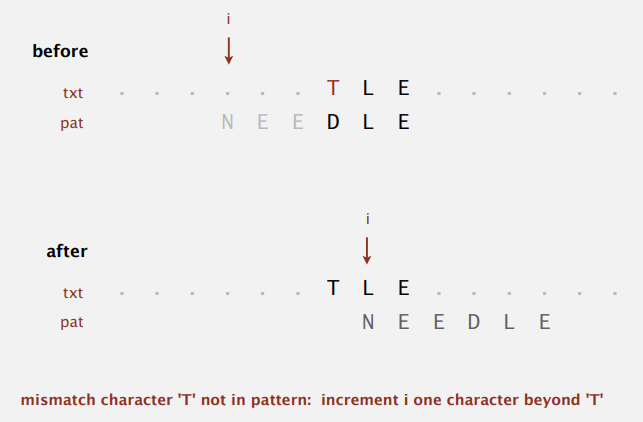 i
before
txt . . . . . . T L E . . . . . .
pat N E E D L E
i
after
txt . . . . . . T L E . . . . . .
pat N E E D L E
mismatch character 'T' not in pattern: increment i one character beyond 'T'